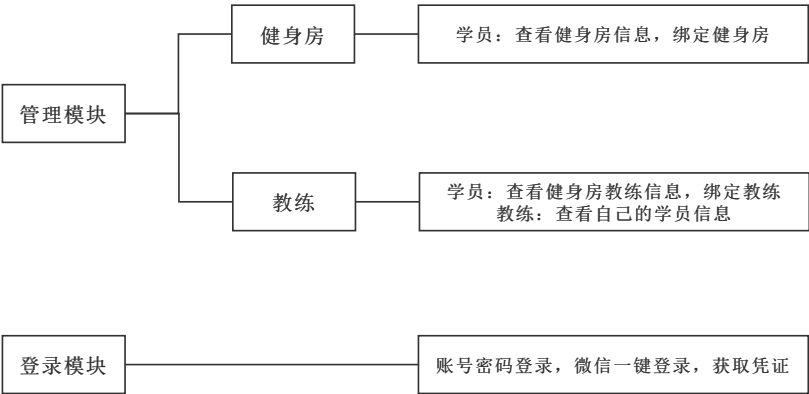 健身房
学员：查看健身房信息，绑定健身房
管理模块
教练
学员：查看健身房教练信息，绑定教练
教练：查看自己的学员信息
登录模块
账号密码登录，微信一键登录，获取凭证